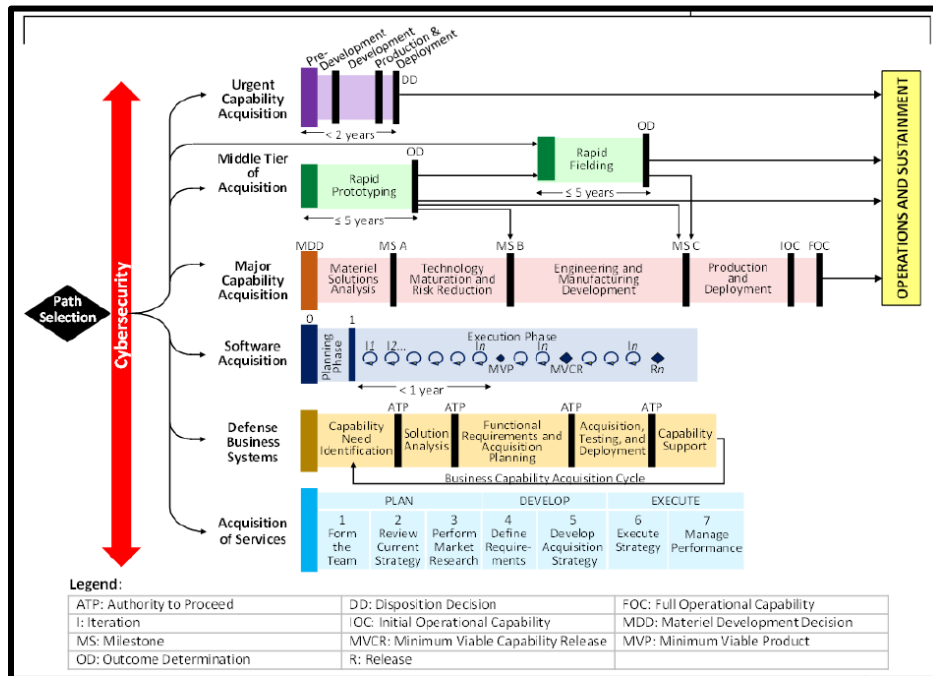 Pre-
Development
Development
Production &
Deployment
Urgent
Capability
Acquisition
DD
< 2 years
Middle Tier
of
Acquisition
Rapid
Prototyping
OD
≤ 5 years
Rapid
Fielding
OD
≤ 5 years
Major
Capability
Acquisition
MDD
MS A
MS B
MS C
IOC
FOC
Materiel
Solutions
Analysis
Technology
Maturation and
Risk Reduction
Engineering and
Manufacturing
Development
Production
and
Deployment
OPERATIONS AND SUSTAINMENT
Path
Selection
Cybersecurity
Software
Acquisition
0
1
Planning
Phase
Execution Phase
I1
I2...
In
In
In
MVP
MVCR
Rn
< 1 year
Defense
Business
Systems
ATP
ATP
ATP
ATP
Capability
Need
Identification
Solution
Analysis
Functional
Requirements and
Acquisition
Planning
Acquisition,
Testing, and
Deployment
Capability
Support
Business Capability Acquisition Cycle
Acquisition
of Services
PLAN
DEVELOP
EXECUTE
1
Form
the
Team
2
Review
Current
Strategy
3
Perform
Market
Research
4
Define
Require-
ments
5
Develop
Acquisition
Strategy
6
Execute
Strategy
7
Manage
Performance
Legend:
ATP: Authority to Proceed
DD: Disposition Decision
FOC: Full Operational Capability
I: Iteration
IOC: Initial Operational Capability
MDD: Materiel Development Decision
MS: Milestone
MVCR: Minimum Viable Capability Release
MVP: Minimum Viable Product
OD: Outcome Determination
R: Release